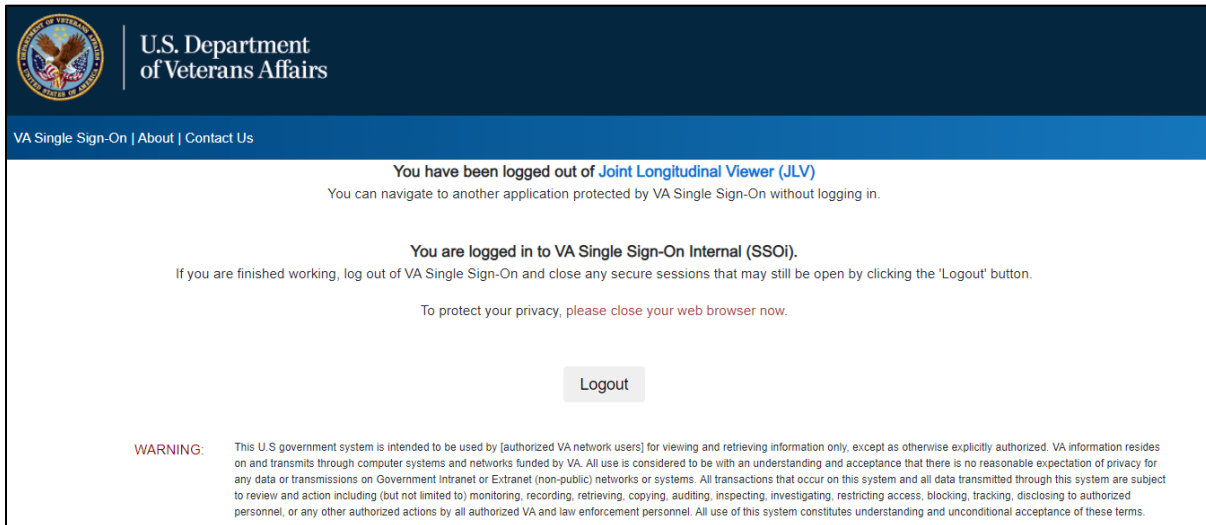 U.S. Department
of Veterans Affairs
VA Single Sign-On | About | Contact Us
You have been logged out of Joint Longitudinal Viewer (JLV)
You can navigate to another application protected by VA Single Sign-On without logging in.
You are logged in to VA Single Sign-On Internal (SSOi).
If you are finished working, log out of VA Single Sign-On and close any secure sessions that may still be open by clicking the 'Logout' button.
To protect your privacy, please close your web browser now.
Logout
WARNING: This U.S government system is intended to be used by [authorized VA network users] for viewing and retrieving information only, except as otherwise explicitly authorized. VA information resides
on and transmits through computer systems and networks funded by VA. All use is considered to be with an understanding and acceptance that there is no reasonable expectation of privacy for
any data or transmissions on Government Intranet or Extranet (non-public) networks or systems. All transactions that occur on this system and all data transmitted through this system are subject
to review and action including (but not limited to) monitoring, recording, retrieving, copying, auditing, inspecting, investigating, restricting access, blocking, tracking, disclosing to authorized
personnel, or any other authorized actions by all authorized VA and law enforcement personnel. All use of this system constitutes understanding and unconditional acceptance of these terms.